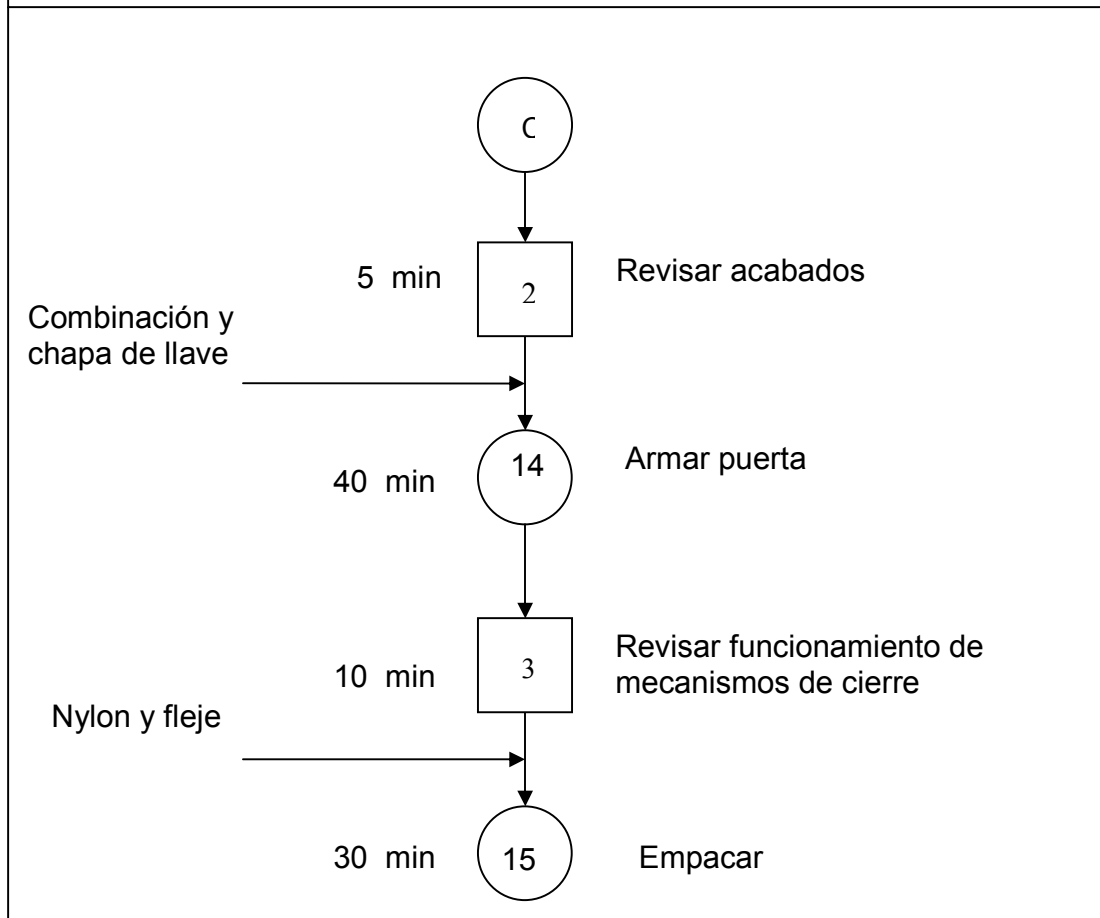 C
5 min
2
Revisar acabados
Combinación y
chapa de llave
40 min
14
Armar puerta
10 min
3
Revisar funcionamiento de
mecanismos de cierre
Nylon y fleje
30 min
15
Empacar